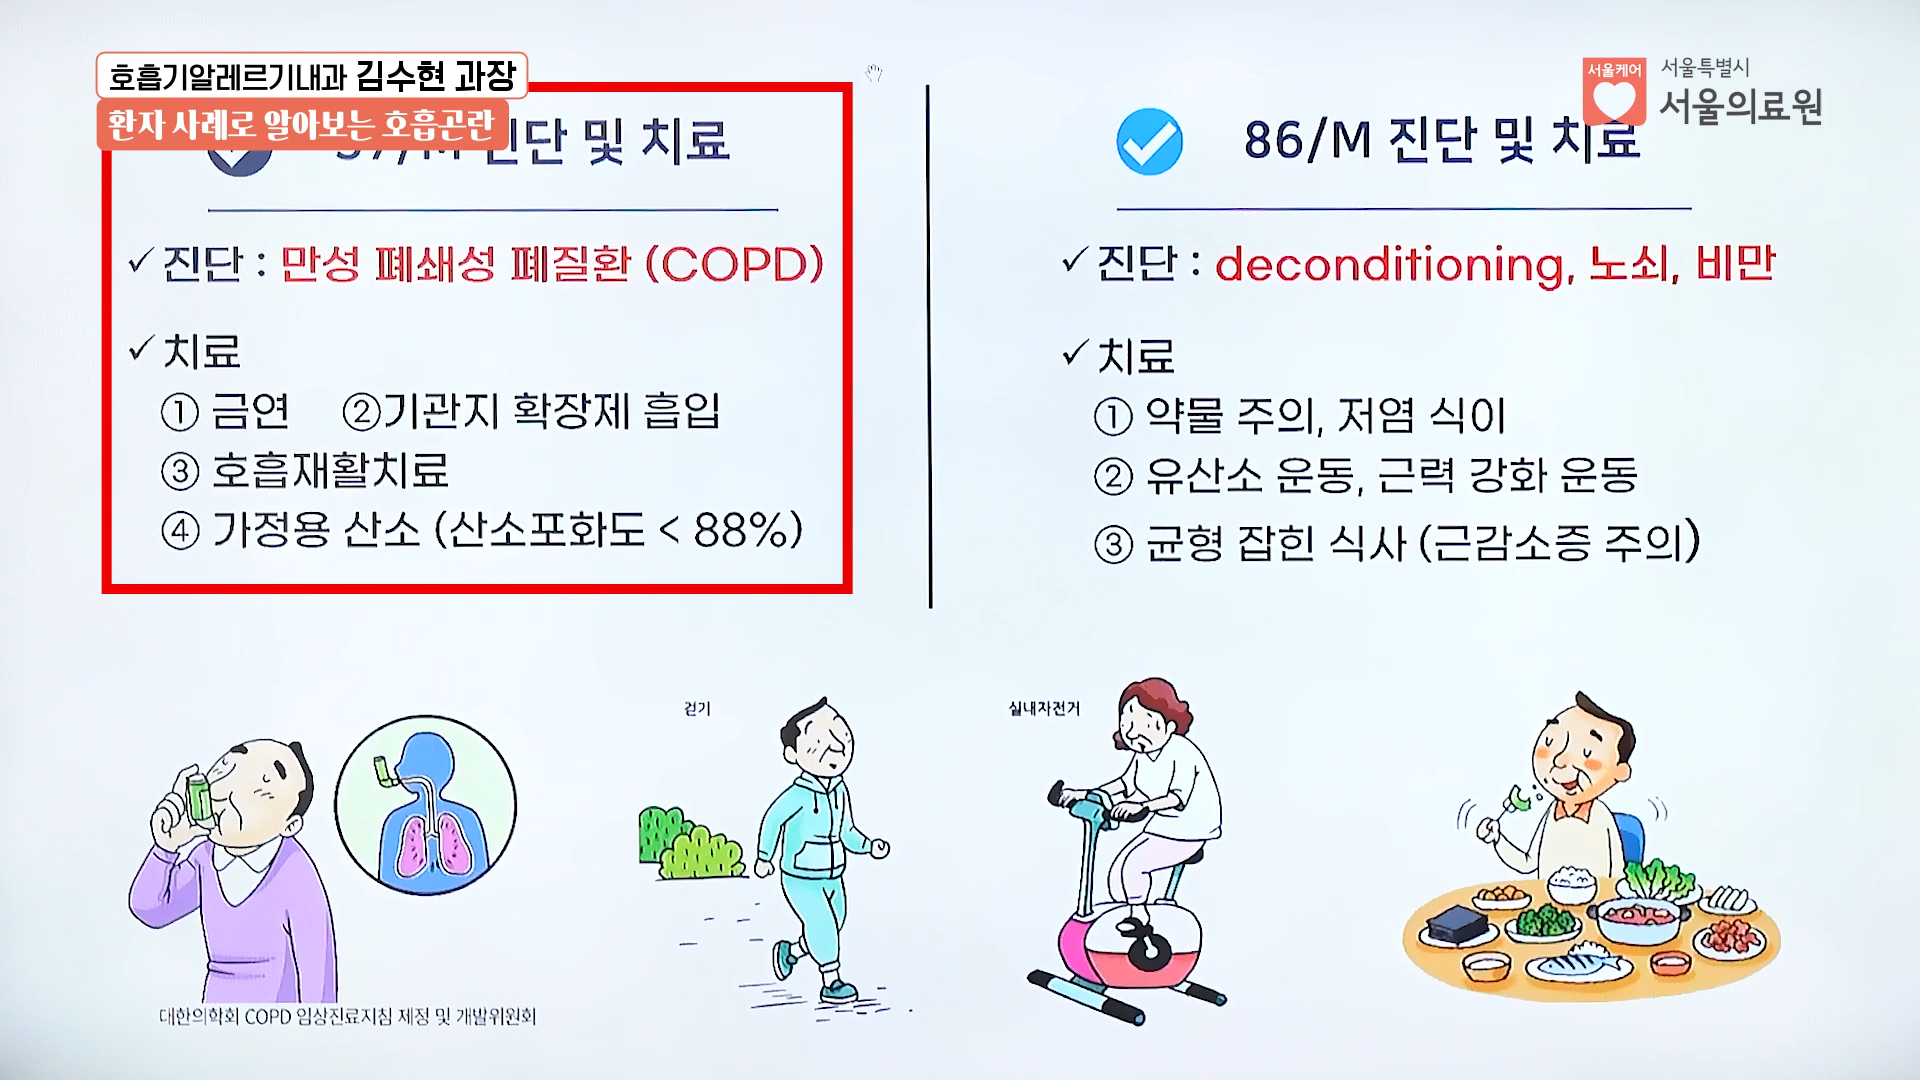 호흡기알레르기내과 김수현 과장
환자 사례로 알아보는 호흡곤란
진단 및 치료
진단 : 만성 폐쇄성 폐질환 (COPD)
치료
① 금연 ②기관지 확장제 흡입
③ 호흡재활치료
④ 가정용 산소 (산소포화도 < 88%)
서울케어
서울특별시
서울의료원
86/M 진단 및 치료
진단 : deconditioning, 노쇠, 비만
치료
① 약물 주의, 저염 식이
② 유산소 운동, 근력 강화 운동
③ 균형 잡힌 식사 (근감소증 주의)
걷기
실내자전거
대한의학회 COPD 임상진료지침 제정 및 개발위원회